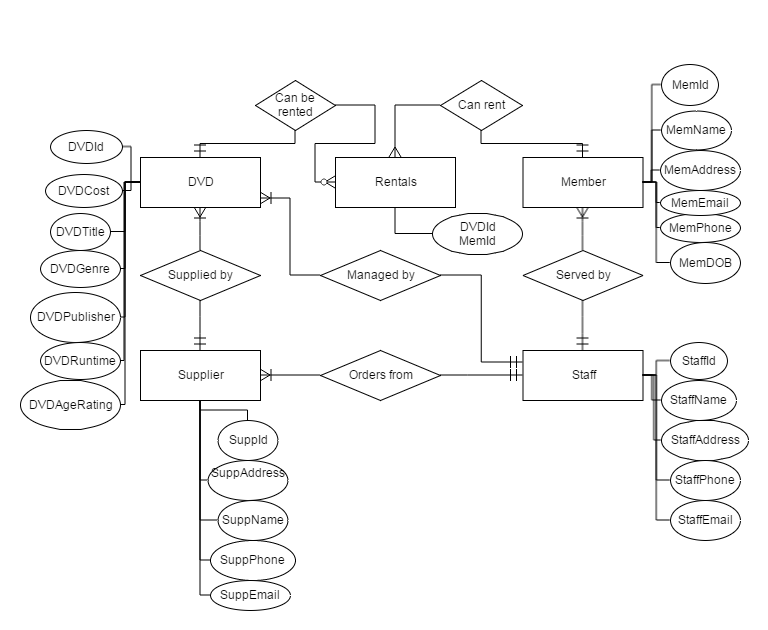 Can be
rented
Can rent
MemId
MemName
MemAddress
MemEmail
MemPhone
MemDOB
DVDId
DVDCost
DVDTitle
DVDGenre
DVDPublisher
DVDRuntime
DVDAgeRating
DVD
Rentals
Member
DVDId
MemId
Supplied by
Managed by
Served by
Supplier
Orders from
Staff
StaffId
StaffName
StaffAddress
StaffPhone
StaffEmail
SuppId
SuppAddress
SuppName
SuppPhone
SuppEmail